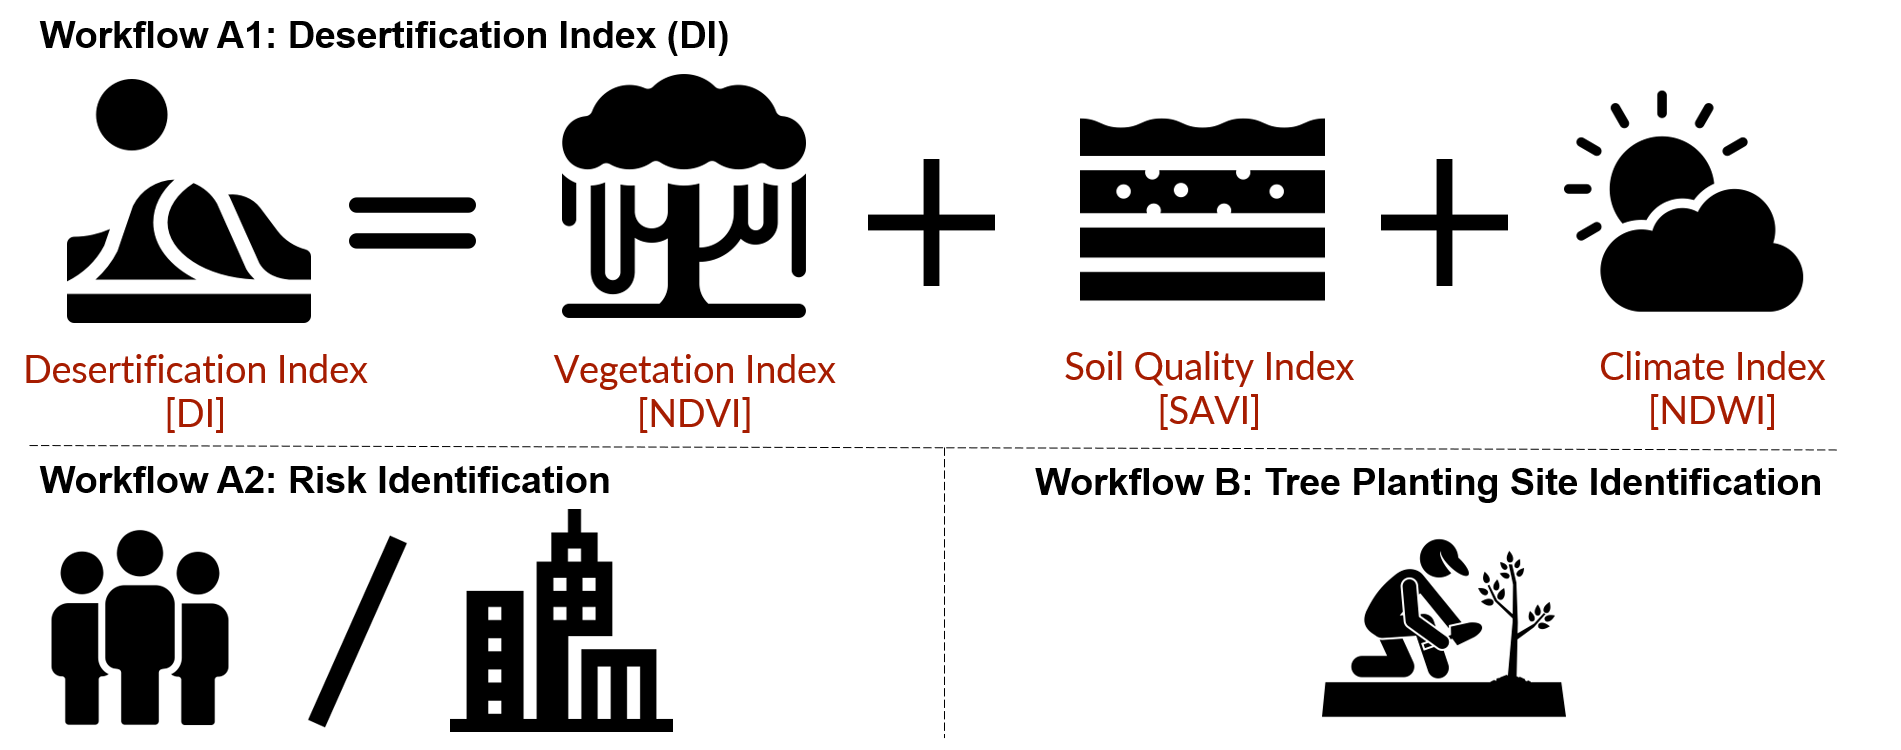 Workflow A1: Desertification Index (DI)
Desertification Index
[DI]
Vegetation Index
[NDVI]
Soil Quality Index
[SAVI]
Climate Index
[NDWI]
Workflow A2: Risk Identification
Workflow B: Tree Planting Site Identification